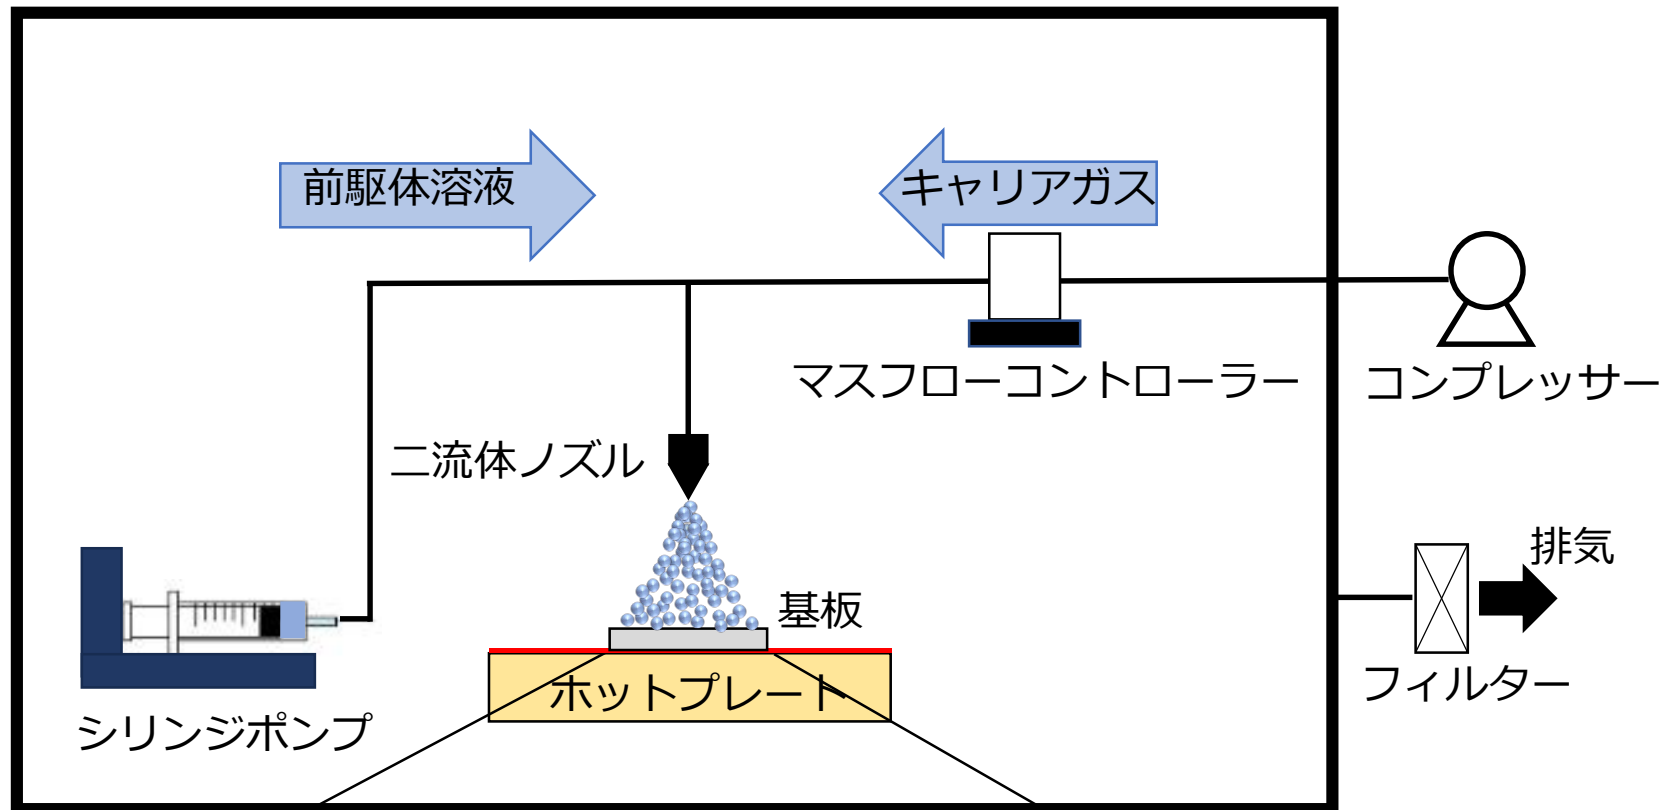 前駆体溶液
キャリアガス
マスフローコントローラー
コンプレッサー
二流体ノズル
排気
基板
フィルター
ホットプレート
シリンジポンプ